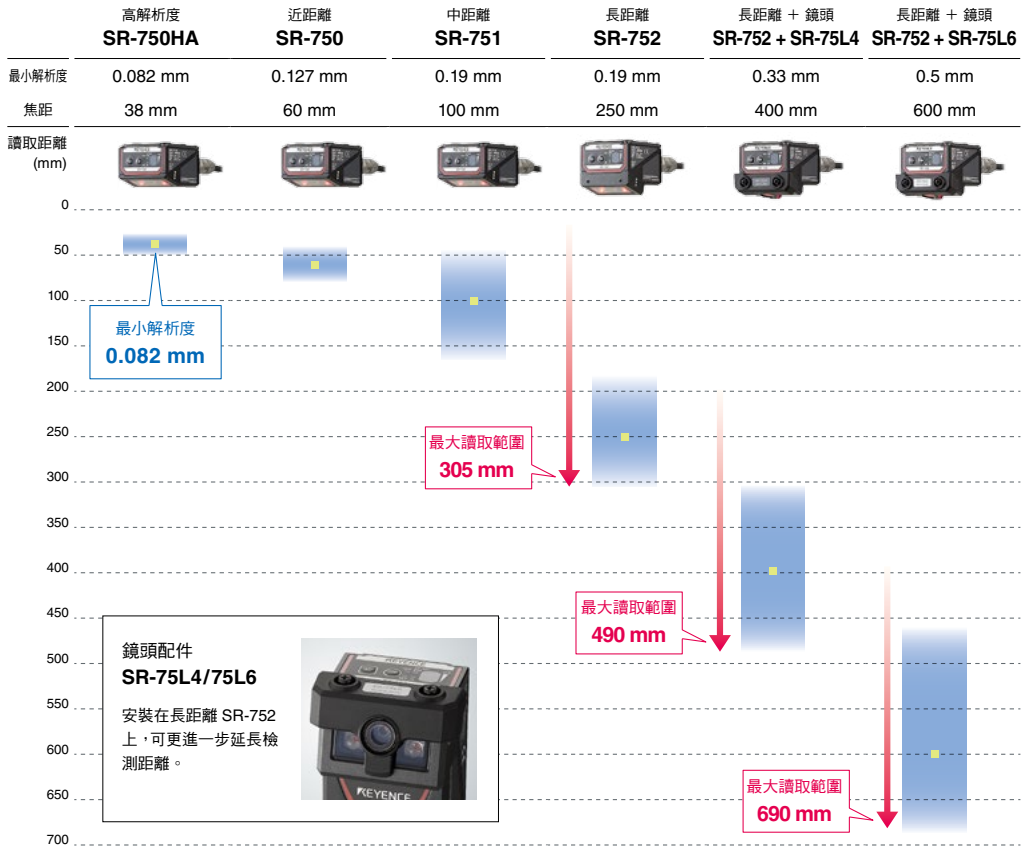 高解析度 近距離 中距離 長距離 長距離 + 鏡頭 長距離 + 鏡頭
SR-750HA SR-750 SR-751 SR-752 SR-752 + SR-75L4 SR-752 + SR-75L6
最小解析度 0.082 mm 0.127 mm 0.19 mm 0.19 mm 0.33 mm 0.5 mm
焦距 38 mm 60 mm 100 mm 250 mm 400 mm 600 mm
讀取距離
(mm)
0
50
100
最小解析度
0.082 mm
150
200
250
最大讀取範圍
305 mm
300
350
400
450
最大讀取範圍
490 mm
500
550
600
650
最大讀取範圍
690 mm
700
鏡頭配件
SR-75L4/75L6
安裝在長距離 SR-752
上，可更進一步延長檢
測距離。
KEYENCE
KEYENCE